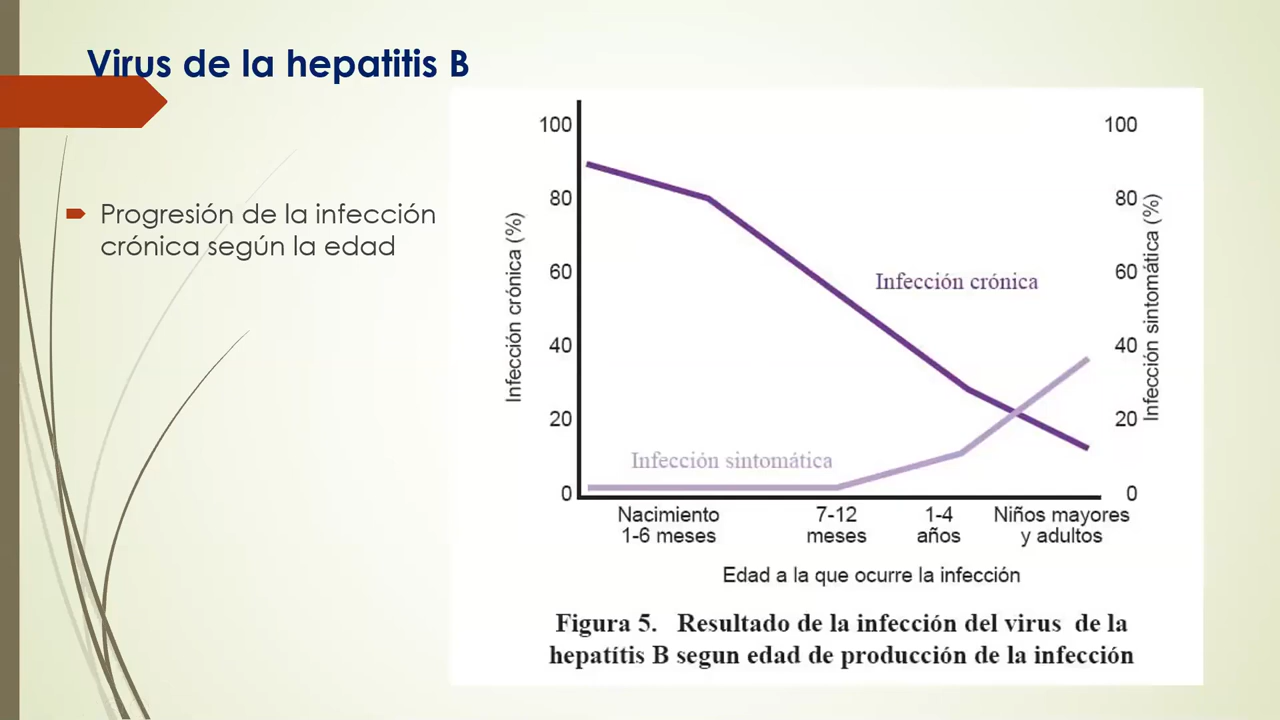 Virus de la hepatitis B
Progresión de la infección
crónica según la edad
100
80
60
40
20
0
Infección crónica (%)
Infección crónica
Infección sintomática
100
80
60
40
20
0
Infección sintomática (%)
Nacimiento
1-6 meses
7-12
meses
1-4
años
Niños mayores
y adultos
Edad a la que ocurre la infección
Figura 5. Resultado de la infección del virus de la
hepatítis B segun edad de producción de la infección